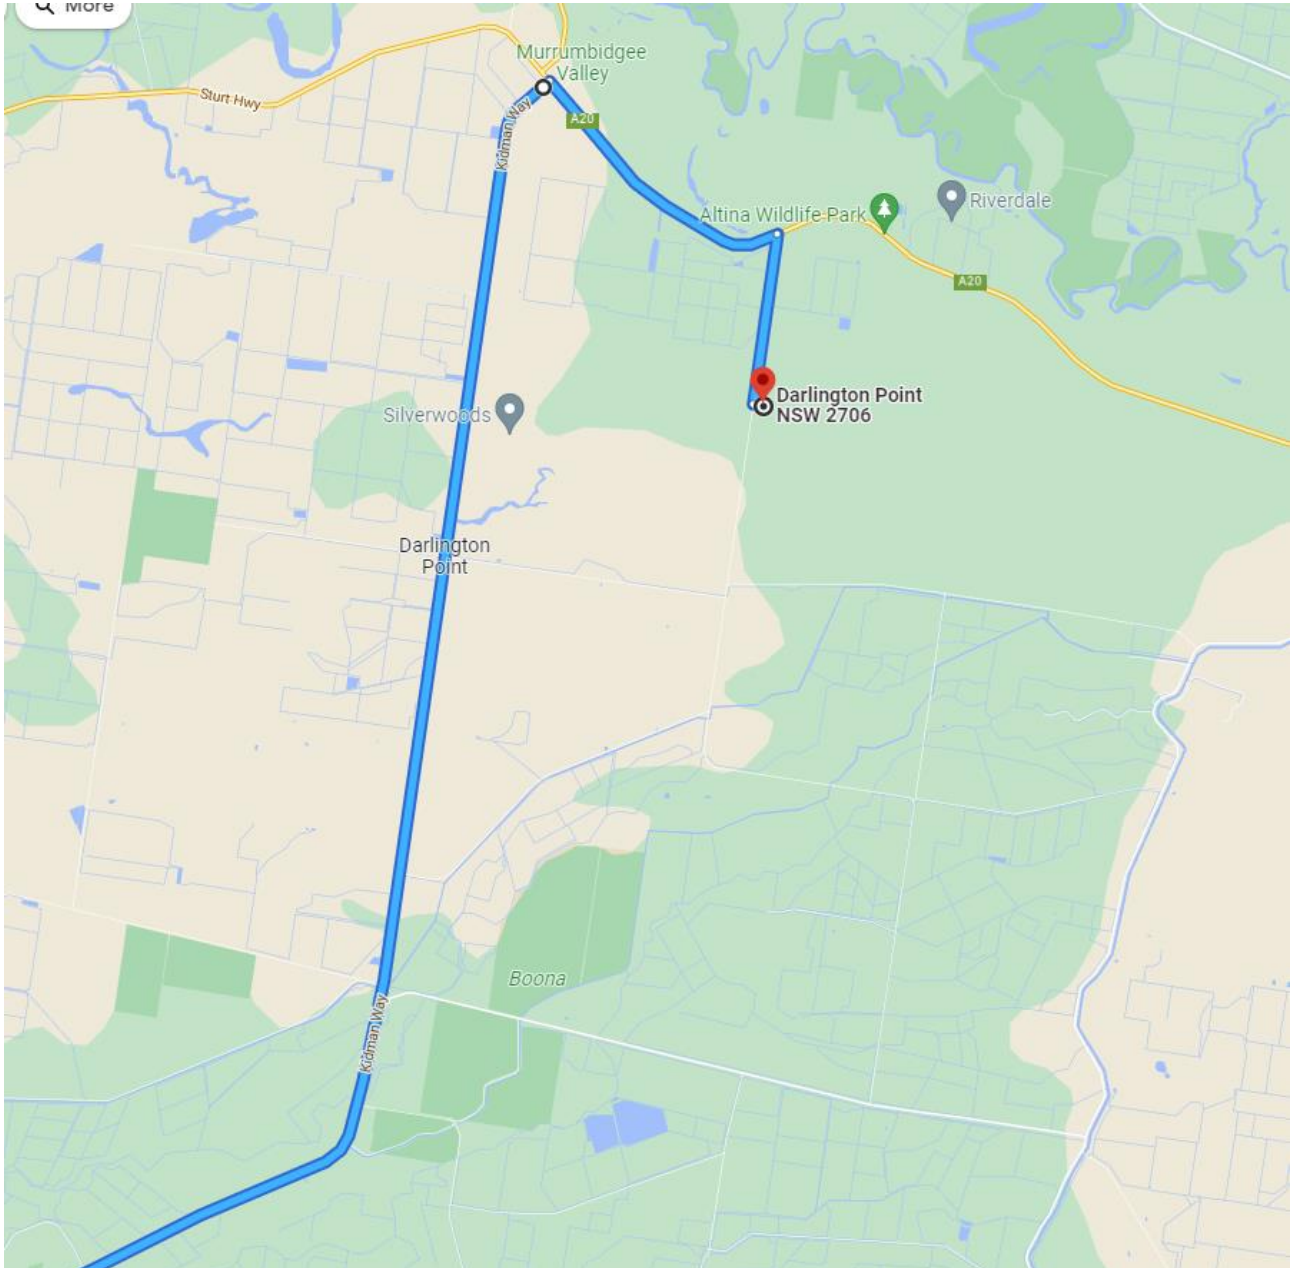 More
Murrumbidgee
Valley
Sturt Hwy
Kidman Way
A20
Altina Wildlife Park
Riverdale
A20
Darlington Point
NSW 2706
Silverwoods
Darlington
Point
Boona
Kidman Way